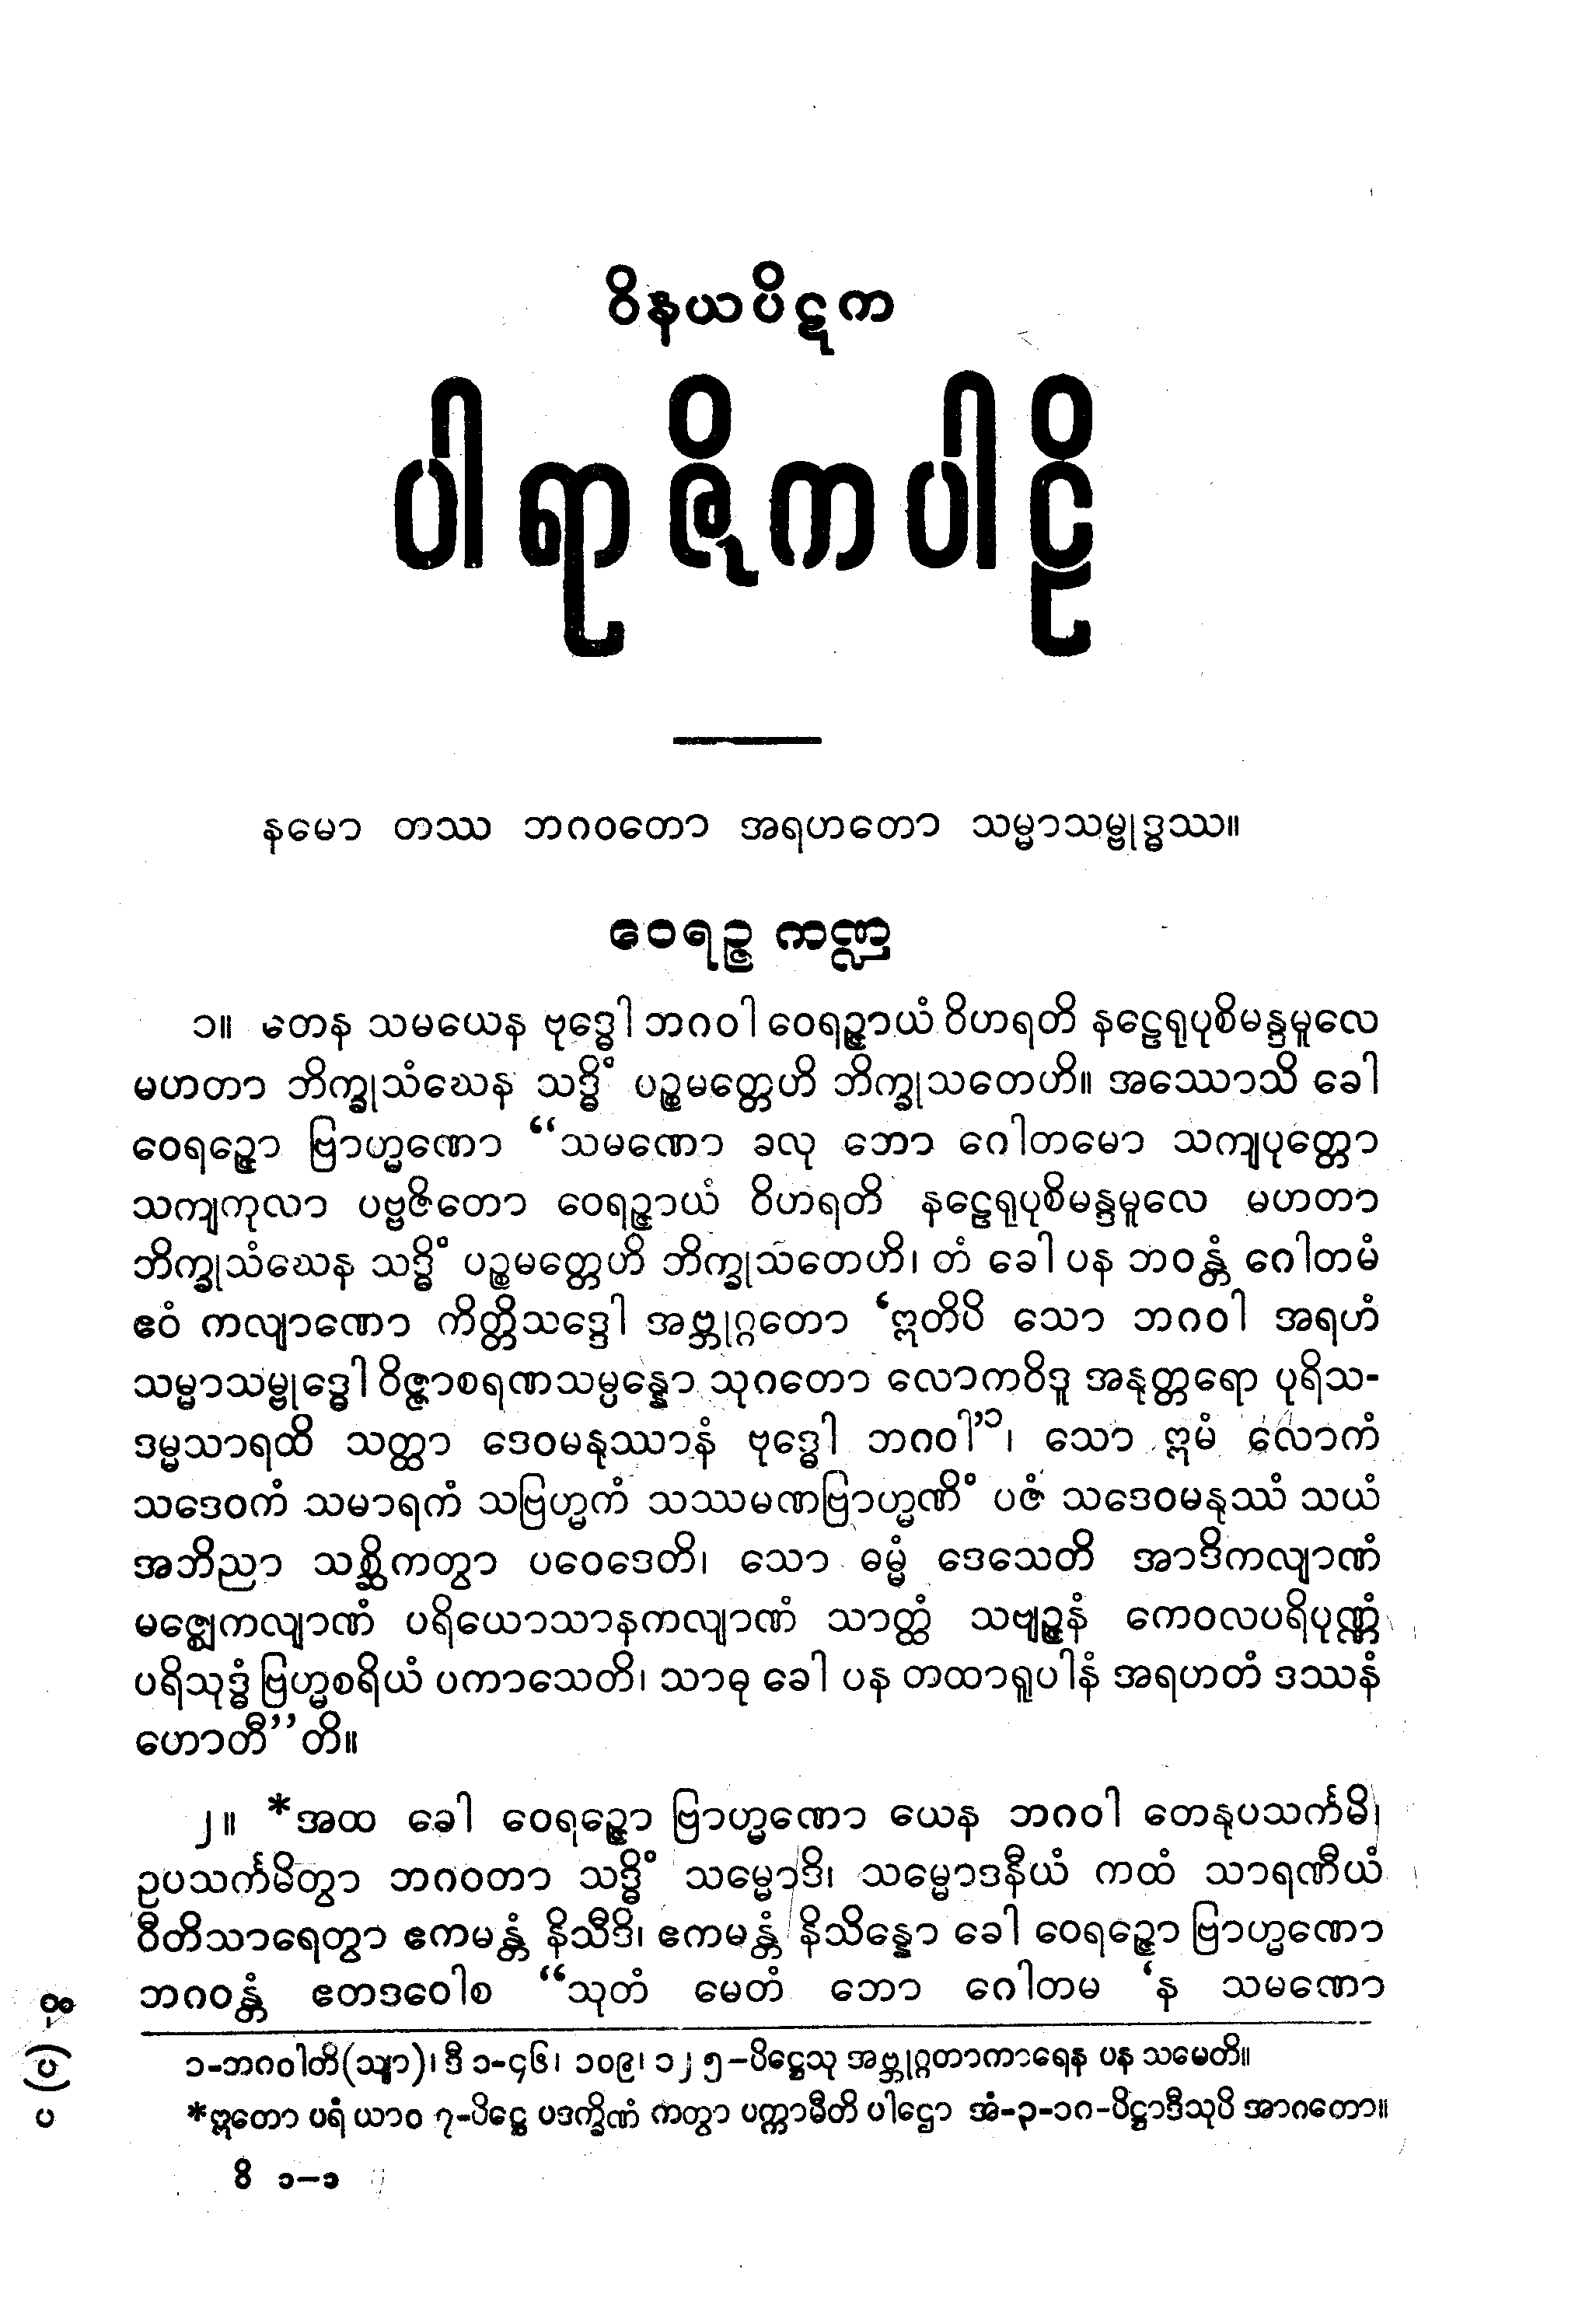 ဝိနယပိဋက
ပါရာဇိကပါဠိ
နမော တဿ ဘဂဝတော အရဟတော သမ္မာသမ္ဗုဒ္ဓဿ။
ဝေရဉ္ဇ ကဏ္ဍ
၁။ တေန သမယေန ဗုဒ္ဓေါ ဘဂဝါ ဝေရဉ္ဇာယံ ဝိဟရတိ နဠေရုပုစိမန္ဒမူလေ
မဟတာ ဘိက္ခုသံဃေန သဒ္ဓိံ ပဉ္စမတ္တေဟိ ဘိက္ခုသတေဟိ။ အဿောသိ ခေါ
ဝေရဉ္ဇော ဗြာဟ္မဏော “သမဏော ခလု ဘော ဂေါတမော သကျပုတ္တော
သကျကုလာ ပဗ္ဗဇိတော ဝေရဉ္ဇာယံ ဝိဟရတိ နဠေရုပုစိမန္ဒမူလေ မဟတာ
ဘိက္ခုသံဃေန သဒ္ဓိံ ပဉ္စမတ္တေဟိ ဘိက္ခုသတေဟိ၊ တံ ခေါ ပန ဘဝန္တံ ဂေါတမံ
ဧဝံ ကလျာဏော ကိတ္တိသဒ္ဒေါ အဗ္ဘုဂ္ဂတော ‘ဣတိပိ သော ဘဂဝါ အရဟံ
သမ္မာသမ္ဗုဒ္ဓေါ ဝိဇ္ဇာစရဏသမ္ပန္နော သုဂတော လောကဝိဒူ အနုတ္တရော ပုရိသ-
ဒမ္မသာရထိ သတ္ထာ ဒေဝမနုဿာနံ ဗုဒ္ဓေါ ဘဂဝါ’၁၊ သော ဣမံ လောကံ
သဒေဝကံ သမာရကံ သဗြဟ္မကံ သဿမဏဗြာဟ္မဏိံ ပဇံ သဒေဝမနုဿံ သယံ
အဘိညာ သစ္ဆိကတွာ ပဝေဒေတိ၊ သော ဓမ္မံ ဒေသေတိ အာဒိကလျာဏံ
မဇ္ဈေကလျာဏံ ပရိယောသာနကလျာဏံ သာတ္ထံ သဗျဉ္ဇနံ ကေဝလပရိပုဏ္ဏံ
ပရိသုဒ္ဓံ ဗြဟ္မစရိယံ ပကာသေတိ၊ သာဓု ခေါ ပန တထာရူပါနံ အရဟတံ ဒဿနံ
ဟောတီ”တိ။
၂။ *အထ ခေါ ဝေရဉ္ဇော ဗြာဟ္မဏော ယေန ဘဂဝါ တေနုပသင်္ကမိ၊
ဥပသင်္ကမိတွာ ဘဂဝတာ သဒ္ဓိံ သမ္မောဒိ၊ သမ္မောဒနီယံ ကထံ သာရဏီယံ
ဝီတိသာရေတွာ ဧကမန္တံ နိသီဒိ၊ ဧကမန္တံ နိသိန္နော ခေါ ဝေရဉ္ဇော ဗြာဟ္မဏော
ဘဂဝန္တံ ဧတဒဝေါစ “သုတံ မေတံ ဘော ဂေါတမ ‘န သမဏော
၁-ဘဂဝါတိ(သျာ)၊ ဒီ ၁-၄၆၊ ၁၀၉၊ ၁၂၅-ပိဋ္ဌေသု အဗ္ဘုဂ္ဂတာကာရေန ပန သမေတိ။
*ဣတော ပရံ ယာဝ ၇-ပိဋ္ဌေ ပဒက္ခိဏံ ကတွာ ပက္ကာမီတိ ပါဌော အံ-၃-၁၈-ပိဋ္ဌာဒီသုပိ အာဂတော။
ဝိ ၁-၁